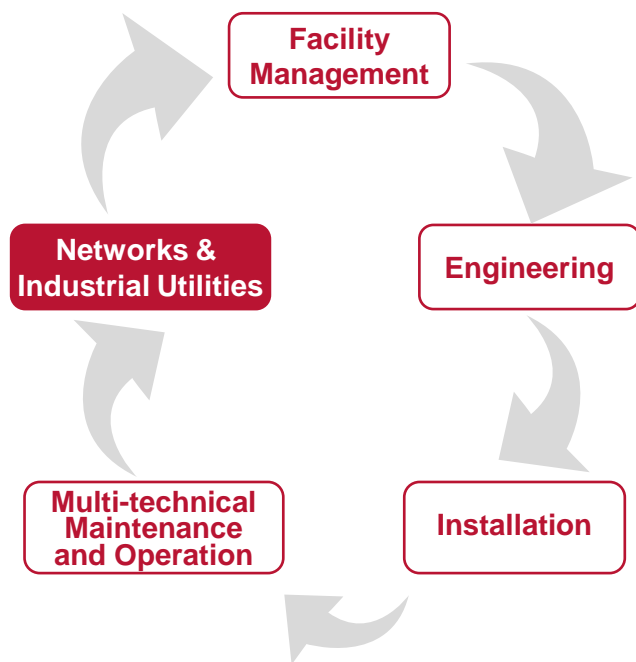 Facility
Management
Engineering
Installation
Multi-technical
Maintenance
and Operation
Networks &
Industrial Utilities